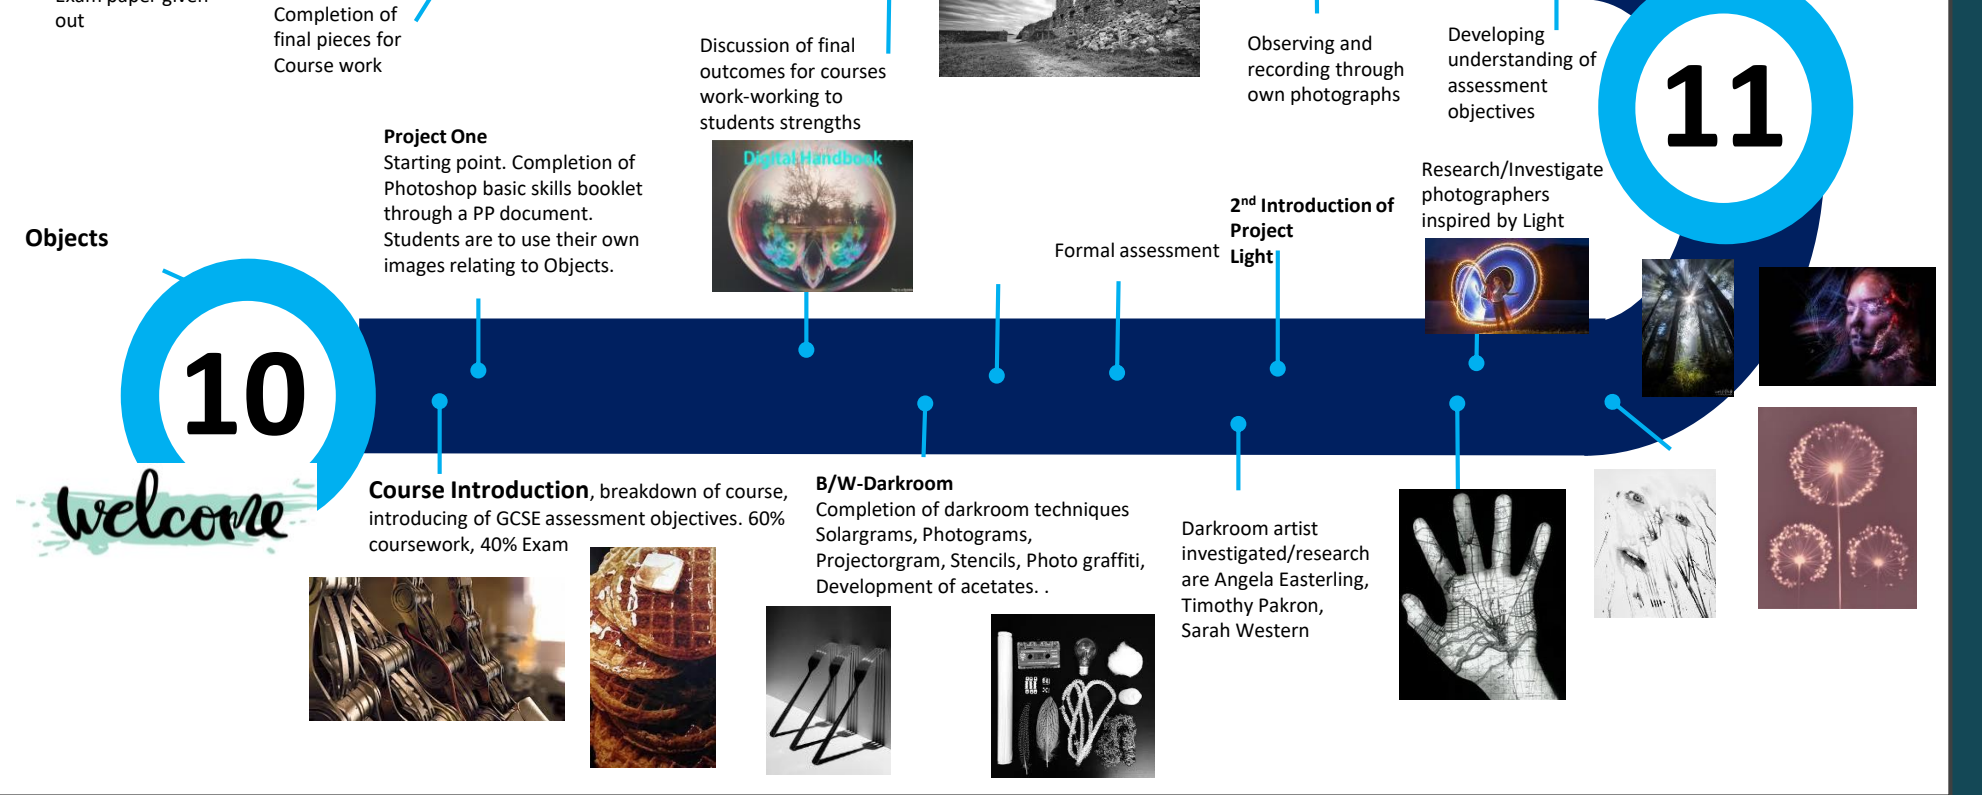 Exam paper given
out
Completion of
final pieces for
Course work
Discussion of final
outcomes for courses
work-working to
students strengths
Observing and
recording through
own photographs
Developing
understanding of
assessment
objectives
11
Project One
Starting point. Completion of
Photoshop basic skills booklet
through a PP document.
Students are to use their own
images relating to Objects.
Digital Handbook
Research/Investigate
photographers
inspired by Light
2nd Introduction of
Project
Light
Formal assessment
Objects
10
welcome
Course Introduction, breakdown of course,
introducing of GCSE assessment objectives. 60%
coursework, 40% Exam
B/W-Darkroom
Completion of darkroom techniques
Solargrams, Photograms,
Projectorgram, Stencils, Photo graffiti,
Development of acetates. .
Darkroom artist
investigated/research
are Angela Easterling,
Timothy Pakron,
Sarah Western